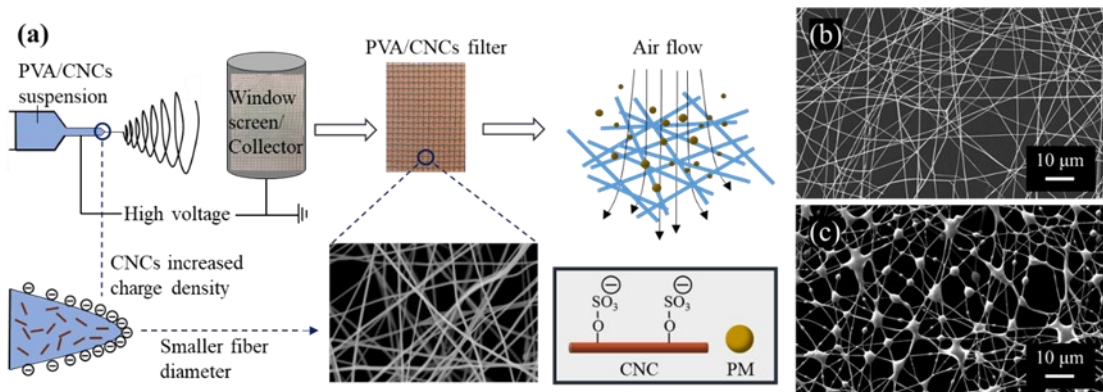 (a)
PVA/CNCs
suspension
Window
screen/
Collector
High voltage
PVA/CNCs filter
Air flow
CNCs increased
charge density
Smaller fiber
diameter
SO3 SO3
O O
CNC PM
(b)
10 μm
(c)
10 μm